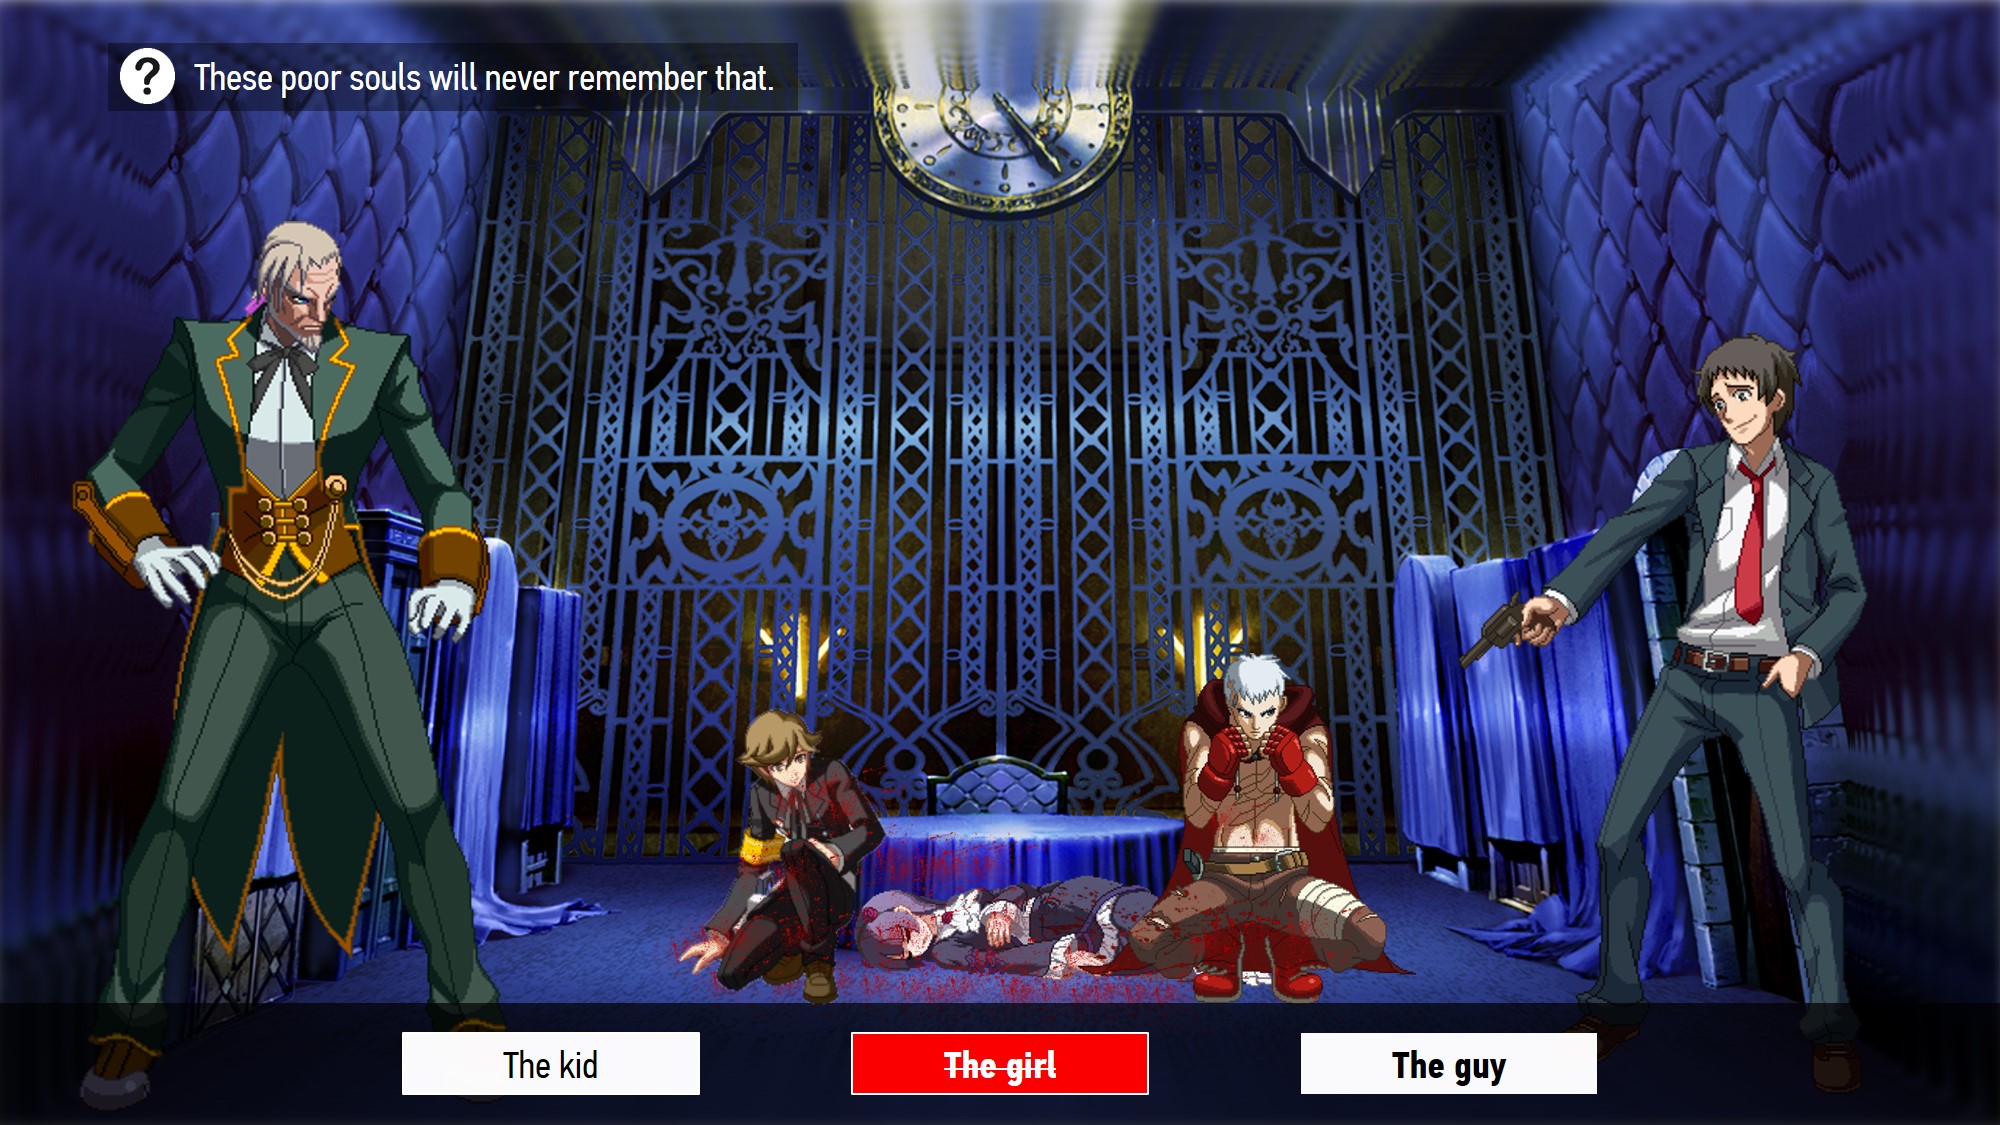 ?
These poor souls will never remember that.
The kid
The girl
The guy